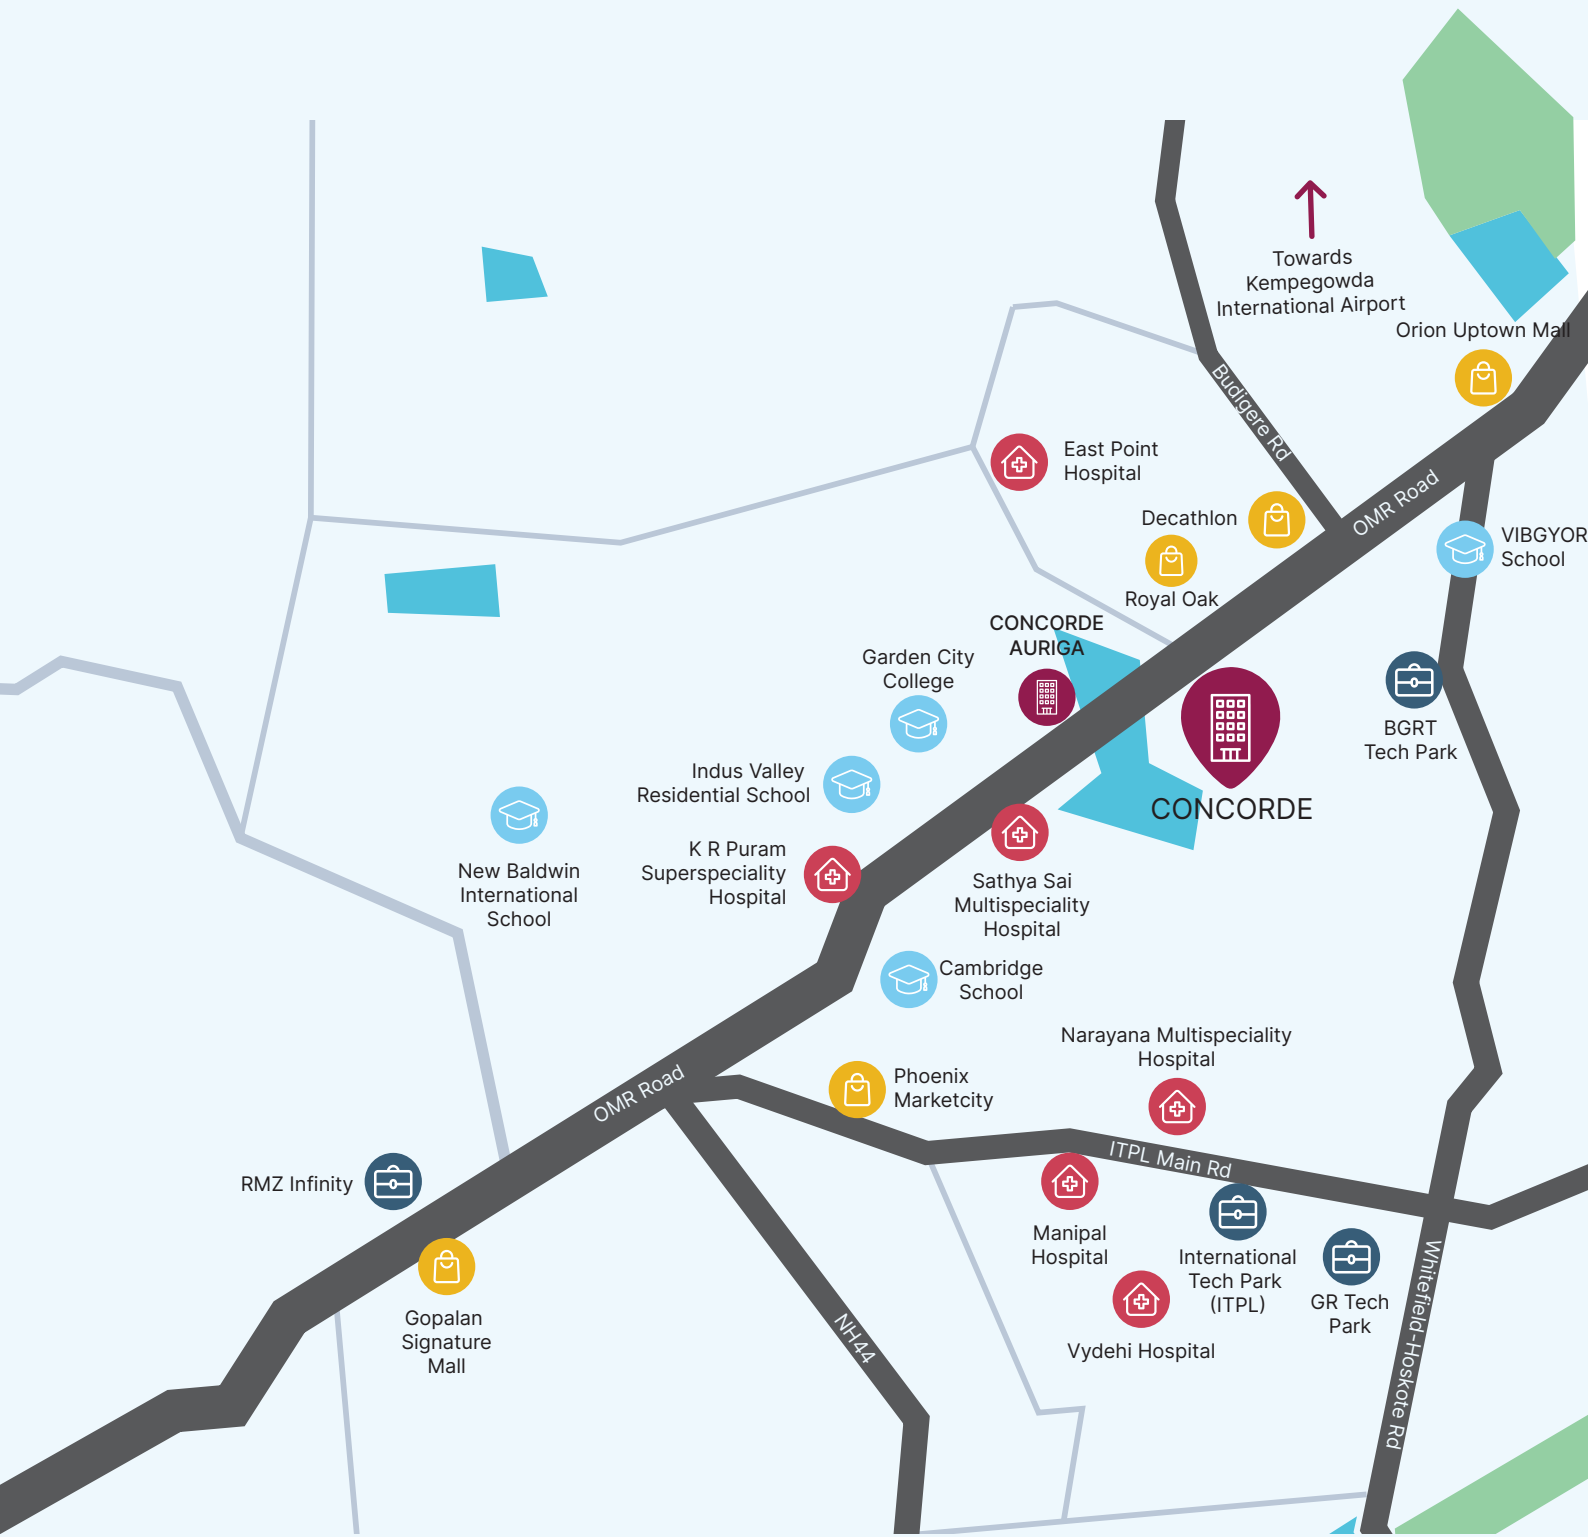 Towards
Kempegowda
International Airport
Orion Uptown Mall
Budigere Rd
East Point
Hospital
OMR Road
Decathlon
VIBGYOR
School
Royal Oak
CONCORDE
AURIGA
Garden City
College
BGRT
Tech Park
Indus Valley
Residential School
CONCORDE
K R Puram
Superspeciality
Hospital
New Baldwin
International
School
Sathya Sai
Multispeciality
Hospital
Cambridge
School
Narayana Multispeciality
Hospital
Phoenix
Marketcity
OMR Road
ITPL Main Rd
RMZ Infinity
Manipal
Hospital
International
Tech Park
(ITPL)
GR Tech
Park
Whitefield-Hoskote Rd
Gopalan
Signature
Mall
NH44
Vydehi Hospital